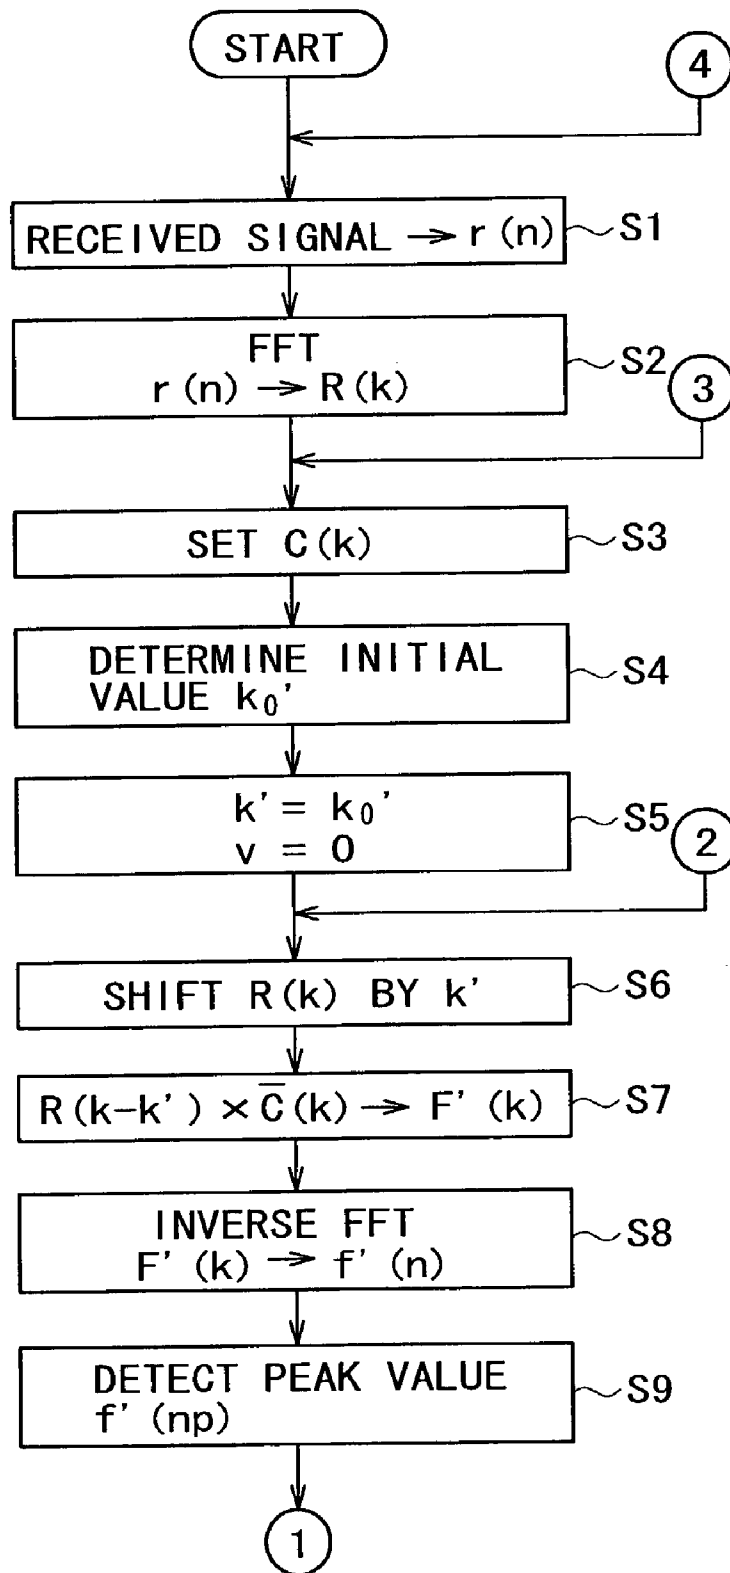 START
4
RECEIVED SIGNAL → r(n)
S1
FFT
r(n) → R(k)
S2
3
SET C(k)
S3
DETERMINE INITIAL
VALUE k₀'
S4
k' = k₀'
v = 0
S5
2
SHIFT R(k) BY k'
S6
R(k-k') × C̅(k) → F'(k)
S7
INVERSE FFT
F'(k) → f'(n)
S8
DETECT PEAK VALUE
f'(np)
S9
1